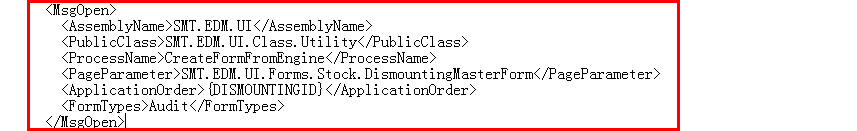 <MsgOpen>
<AssemblyName>SMT.EDM.UI</AssemblyName>
<PublicClass>SMT.EDM.UI.Class.Utility</PublicClass>
<ProcessName>CreateFormFromEngine</ProcessName>
<PageParameter>SMT.EDM.UI.Forms.Stock.DismountingMasterForm</PageParameter>
<ApplicationOrder>{DISMOUNTINGID}</ApplicationOrder>
<FormTypes>Audit</FormTypes>
</MsgOpen>